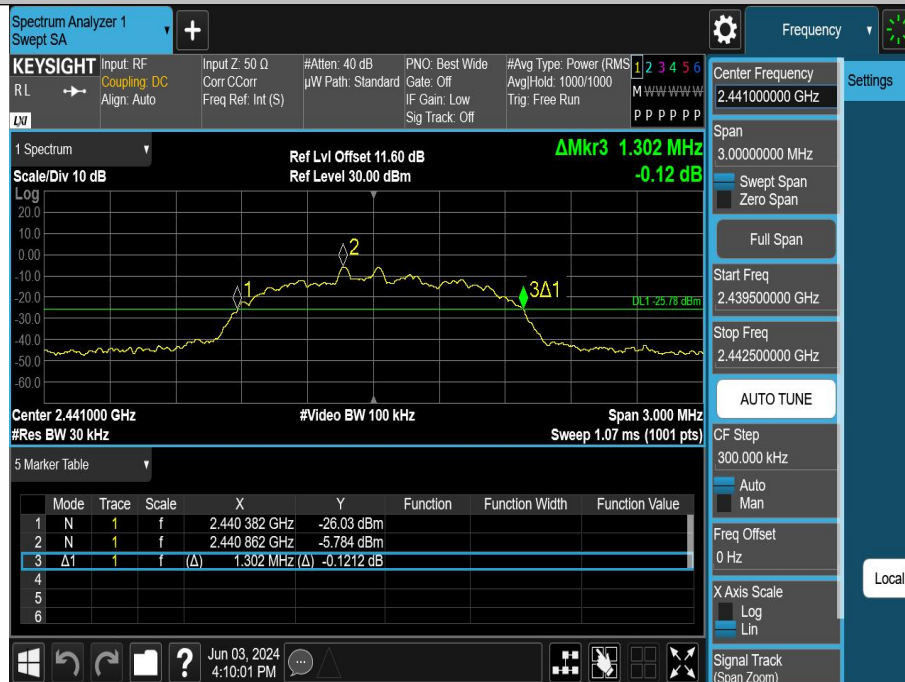 Spectrum Analyzer 1
Swept SA
+
Frequency
KEYSIGHT
RL
LXI
Input: RF
Coupling: DC
Align: Auto
Input Z: 50 Ω
Corr CCorr
Freq Ref: Int (S)
#Atten: 40 dB
µW Path: Standard
PNO: Best Wide
Gate: Off
IF Gain: Low
Sig Track: Off
#Avg Type: Power (RMS
Avg|Hold: 1000/1000
Trig: Free Run
1 2 3 4 5 6
M W W W W W
P P P P P P
1 Spectrum
Scale/Div 10 dB
Ref Lvl Offset 11.60 dB
Ref Level 30.00 dBm
ΔMkr3 1.302 MHz
-0.12 dB
Log
20.0
10.0
0.00
-10.0
-20.0
-30.0
-40.0
-50.0
-60.0
1
2
3Δ1
DL1 -25.78 dBm
Center 2.441000 GHz
#Video BW 100 kHz
Span 3.000 MHz
#Res BW 30 kHz
Sweep 1.07 ms (1001 pts)
5 Marker Table
Mode Trace Scale X Y Function Function Width Function Value
1 N 1 f 2.440 382 GHz -26.03 dBm
2 N 1 f 2.440 862 GHz -5.784 dBm
3 Δ1 1 f (Δ) 1.302 MHz (Δ) -0.1212 dB
4
5
6
?
Jun 03, 2024
4:10:01 PM
Center Frequency
2.441000000 GHz
Span
3.00000000 MHz
Swept Span
Zero Span
Full Span
Start Freq
2.439500000 GHz
Stop Freq
2.442500000 GHz
AUTO TUNE
CF Step
300.000 kHz
Auto
Man
Freq Offset
0 Hz
X Axis Scale
Log
Lin
Signal Track
(Span Zoom)
Settings
Local